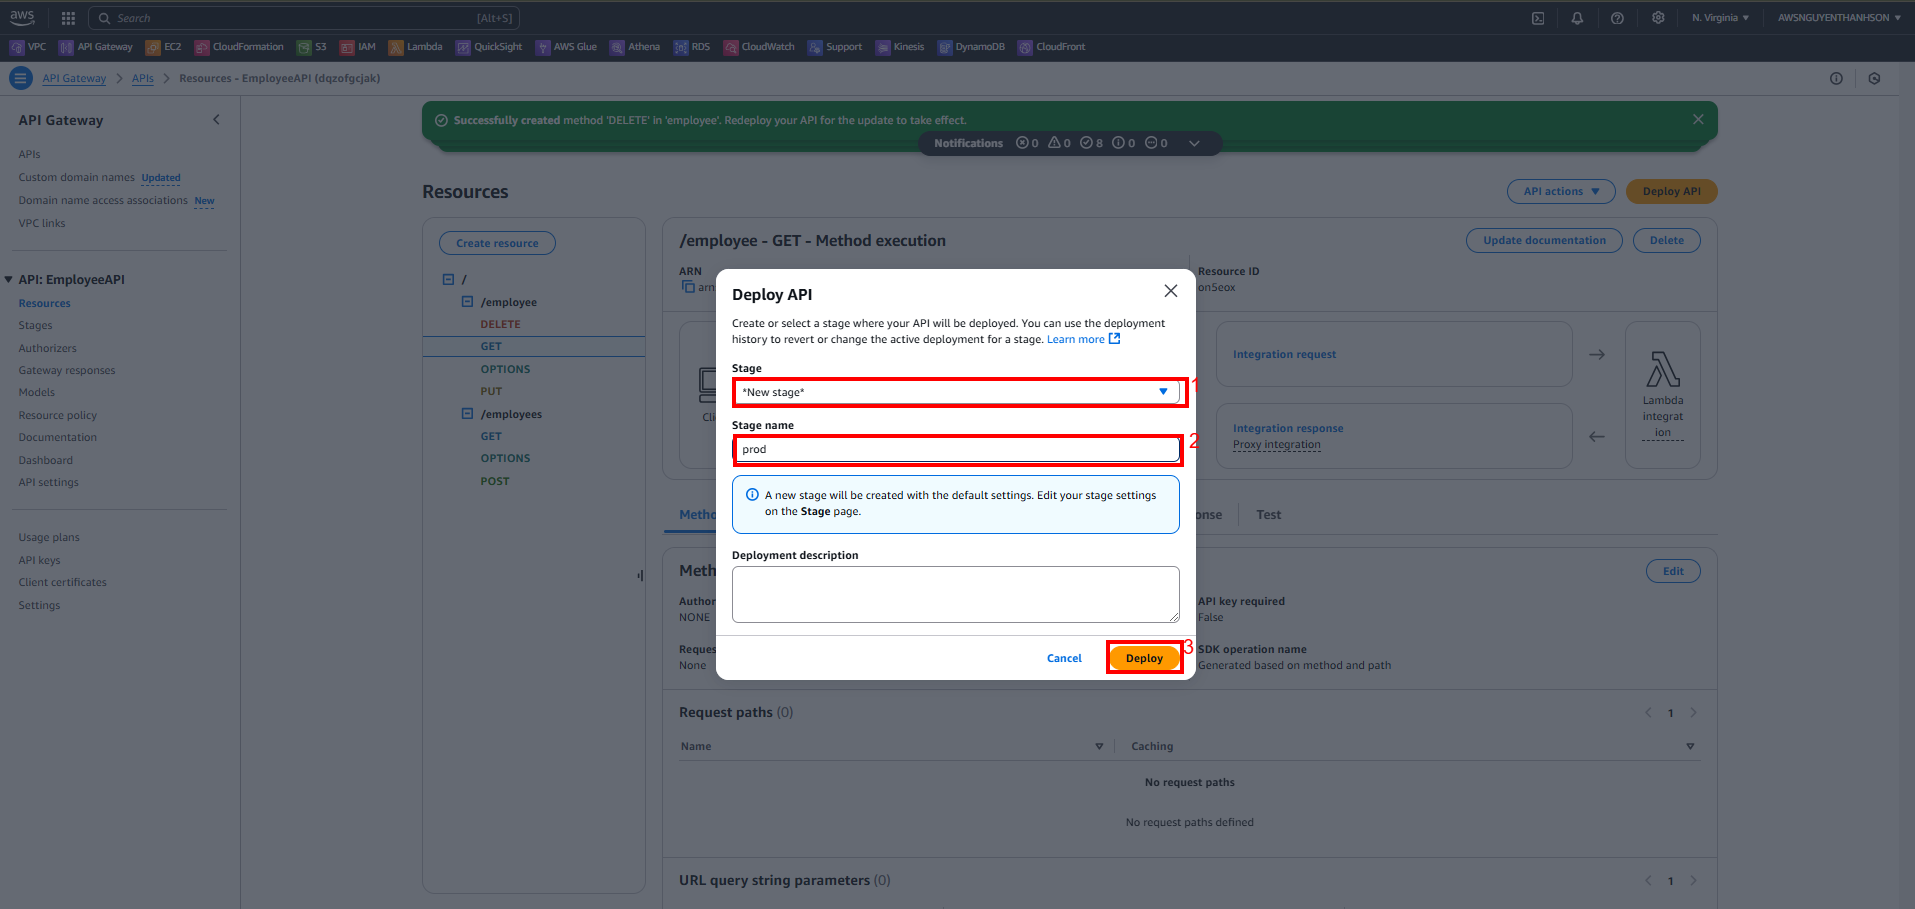 aws
Search [Alt+S]
N. Virginia
AWSNGUYENTHANHSON
VPC API Gateway EC2 CloudFormation S3 IAM Lambda QuickSight AWS Glue Athena RDS CloudWatch Support Kinesis DynamoDB CloudFront
API Gateway > APIs > Resources - EmployeeAPI (dqzofgcjak)
API Gateway
APIs
Custom domain names Updated
Domain name access associations New
VPC links
API: EmployeeAPI
Resources
Stages
Authorizers
Gateway responses
Models
Resource policy
Documentation
Dashboard
API settings
Usage plans
API keys
Client certificates
Settings
Successfully created method 'DELETE' in 'employee'. Redeploy your API for the update to take effect.
Notifications 0 0 8 0 0
Resources
API actions
Deploy API
Create resource
/
/employee
DELETE
GET
OPTIONS
PUT
/employees
GET
OPTIONS
POST
/employee - GET - Method execution
Update documentation
Delete
ARN
arn
Resource ID
on5eox
Cli
Integration request
Integration response
Proxy integration
Lambda
integrat
ion
Deploy API
Create or select a stage where your API will be deployed. You can use the deployment
history to revert or change the active deployment for a stage. Learn more
Stage
*New stage*
1
Stage name
prod
2
A new stage will be created with the default settings. Edit your stage settings
on the Stage page.
Deployment description
Cancel
Deploy
3
Metho
onse
Test
Meth
Edit
Author
NONE
API key required
False
Reques
None
SDK operation name
Generated based on method and path
Request paths (0)
1
Name
Caching
No request paths
No request paths defined
URL query string parameters (0)
1